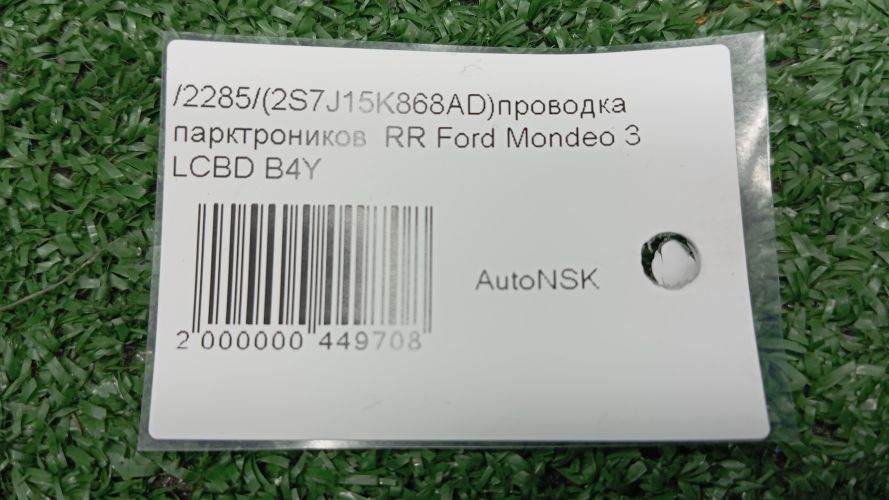 /2285/(2S7J15K868AD)проводка
парктроников RR Ford Mondeo 3
LCBD B4Y
AutoNSK
2 000000 449708